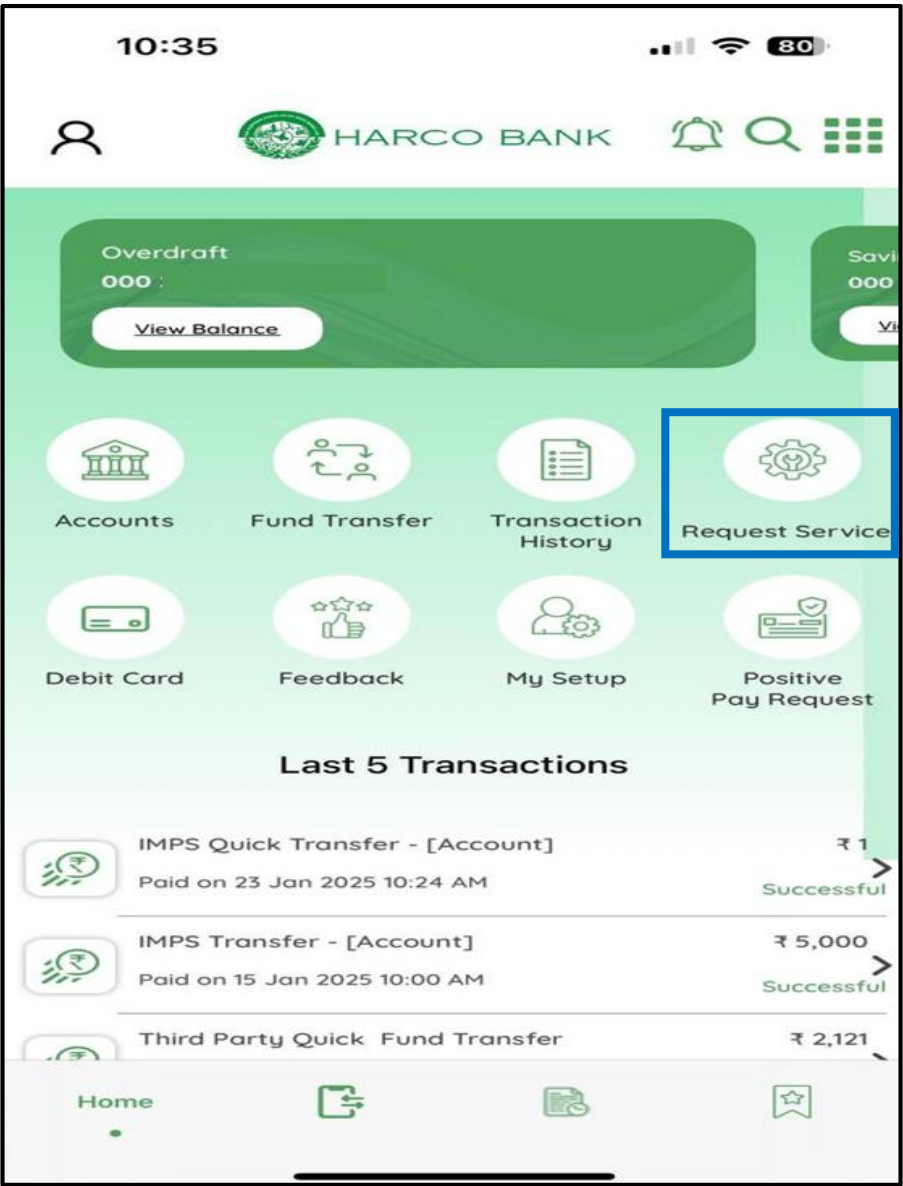 10:35
80
HARCO BANK
Overdraft
000
View Balance
Savi
000
Vi
Accounts
Fund Transfer
Transaction
History
Request Service
Debit Card
Feedback
My Setup
Positive
Pay Request
Last 5 Transactions
IMPS Quick Transfer - [Account]
₹ 1
Paid on 23 Jan 2025 10:24 AM
Successful
IMPS Transfer - [Account]
₹ 5,000
Paid on 15 Jan 2025 10:00 AM
Successful
Third Party Quick Fund Transfer
₹ 2,121
Home